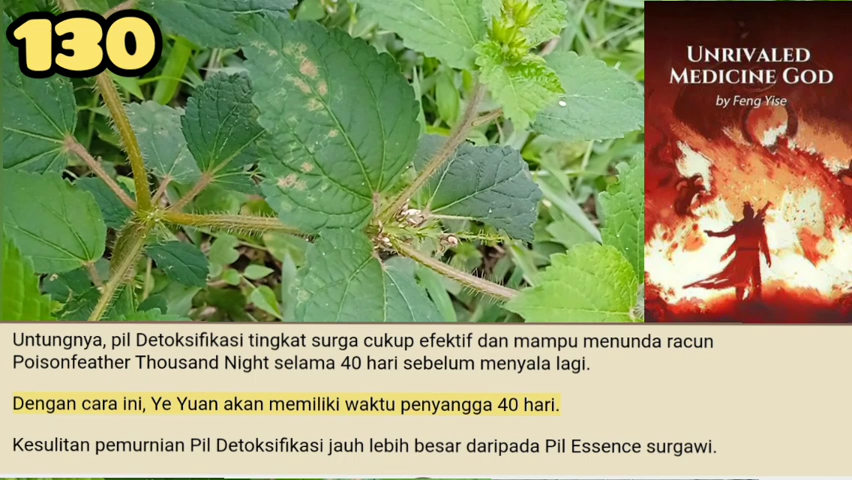 130
UNRIVALED
MEDICINE GOD
by Feng Yise
Untungnya, pil Detoksifikasi tingkat surga cukup efektif dan mampu menunda racun
Poisonfeather Thousand Night selama 40 hari sebelum menyala lagi.
Dengan cara ini, Ye Yuan akan memiliki waktu penyangga 40 hari.
Kesulitan pemurnian Pil Detoksifikasi jauh lebih besar daripada Pil Essence surgawi.